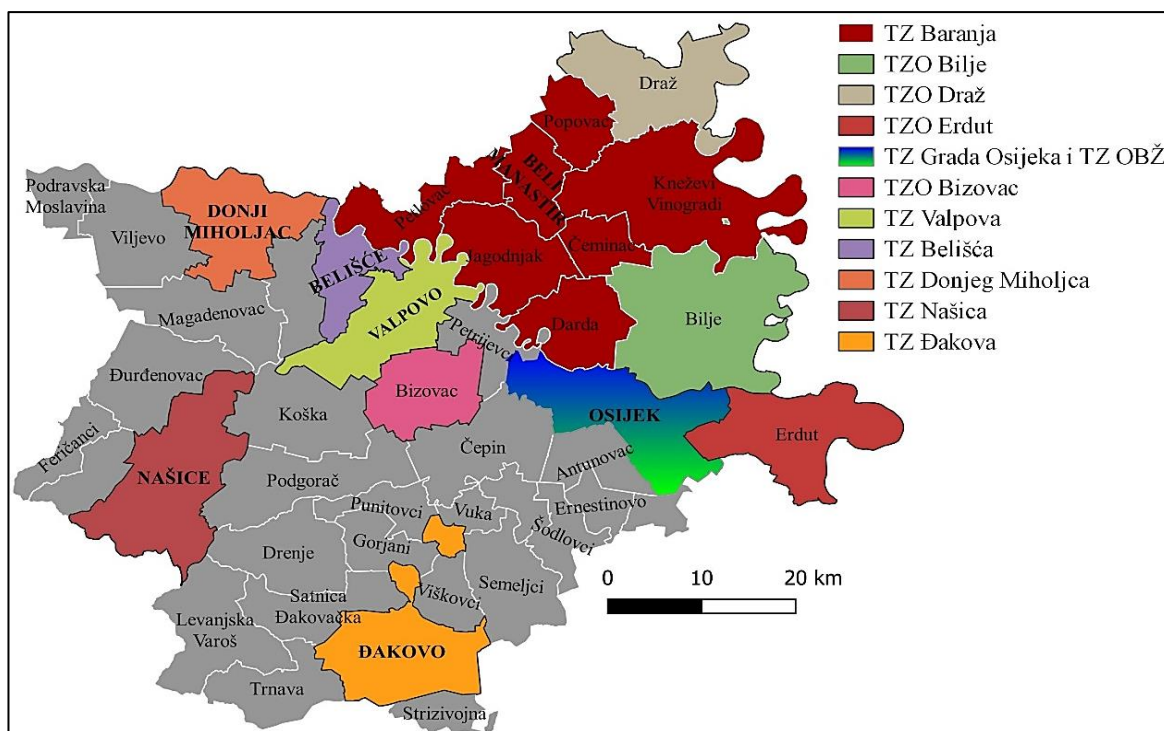 TZ Baranja
TZO Bilje
TZO Draž
TZO Erdut
TZ Grada Osijeka i TZ OBŽ
TZO Bizovac
TZ Valpova
TZ Belišća
TZ Donjeg Miholjca
TZ Našica
TZ Đakova
Draž
Popovac
BELI
MANASTIR
Kneževi
Vinogradi
Podravska
Moslavina
Viljevo
DONJI
MIHOLJAC
Petlovac
BELIŠĆE
Jagodnjak
Čeminac
Magadenovac
VALPOVO
Petrijevci
Darda
Bilje
Đurđenovac
Bizovac
Koška
OSIJEK
Erdut
Feričanci
NAŠICE
Čepin
Antunovac
Podgorač
Punitovci
Vuka
Ernestinovo
Šodlovci
Drenje
Gorjani
Semeljci
Viškovci
Satnica
Đakovačka
Levanjska
Varoš
ĐAKOVO
Trnava
Strizivojna
0 10 20 km